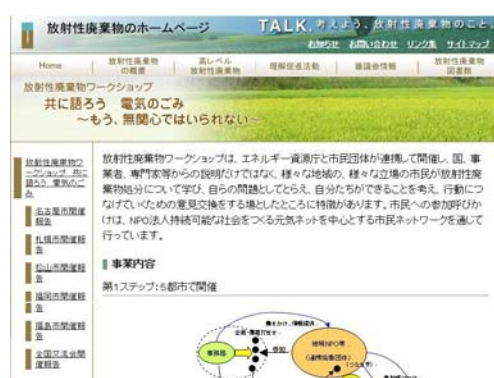 放射性廃棄物のホームページ
TALK.考えよう、放射性廃棄物のこと。
お知らせ お問い合わせ リンク集 サイトマップ
Home
放射性廃棄物の概要
高レベル放射性廃棄物
理解促進活動
審議会情報
放射性廃棄物図書館
放射性廃棄物ワークショップ
共に語ろう 電気のごみ
～もう、無関心ではいられない～
放射性廃棄物ワ
ークショップ 共に
語ろう 電気のご
み
名古屋市開催
報告
札幌市開催報
告
松山市開催報
告
福岡市開催報
告
福島市開催報
告
全国交流会開
催報告
放射性廃棄物ワークショップは、エネルギー資源庁と市民団体が連携して開催し、国、事
業者、専門家等からの説明だけではなく、様々な地域の、様々な立場の市民が放射性廃
棄物処分について学び、自らの問題としてとらえ、自分たちができることを考え、行動につ
なげていくための意見交換をする場としたところに特徴があります。市民への参加呼びか
けは、NPO法人持続可能な社会をつくる元気ネットを中心とする市民ネットワークを通じて
行っています。
事業内容
第1ステップ：5都市で開催
事務局
参加
地域NPO等